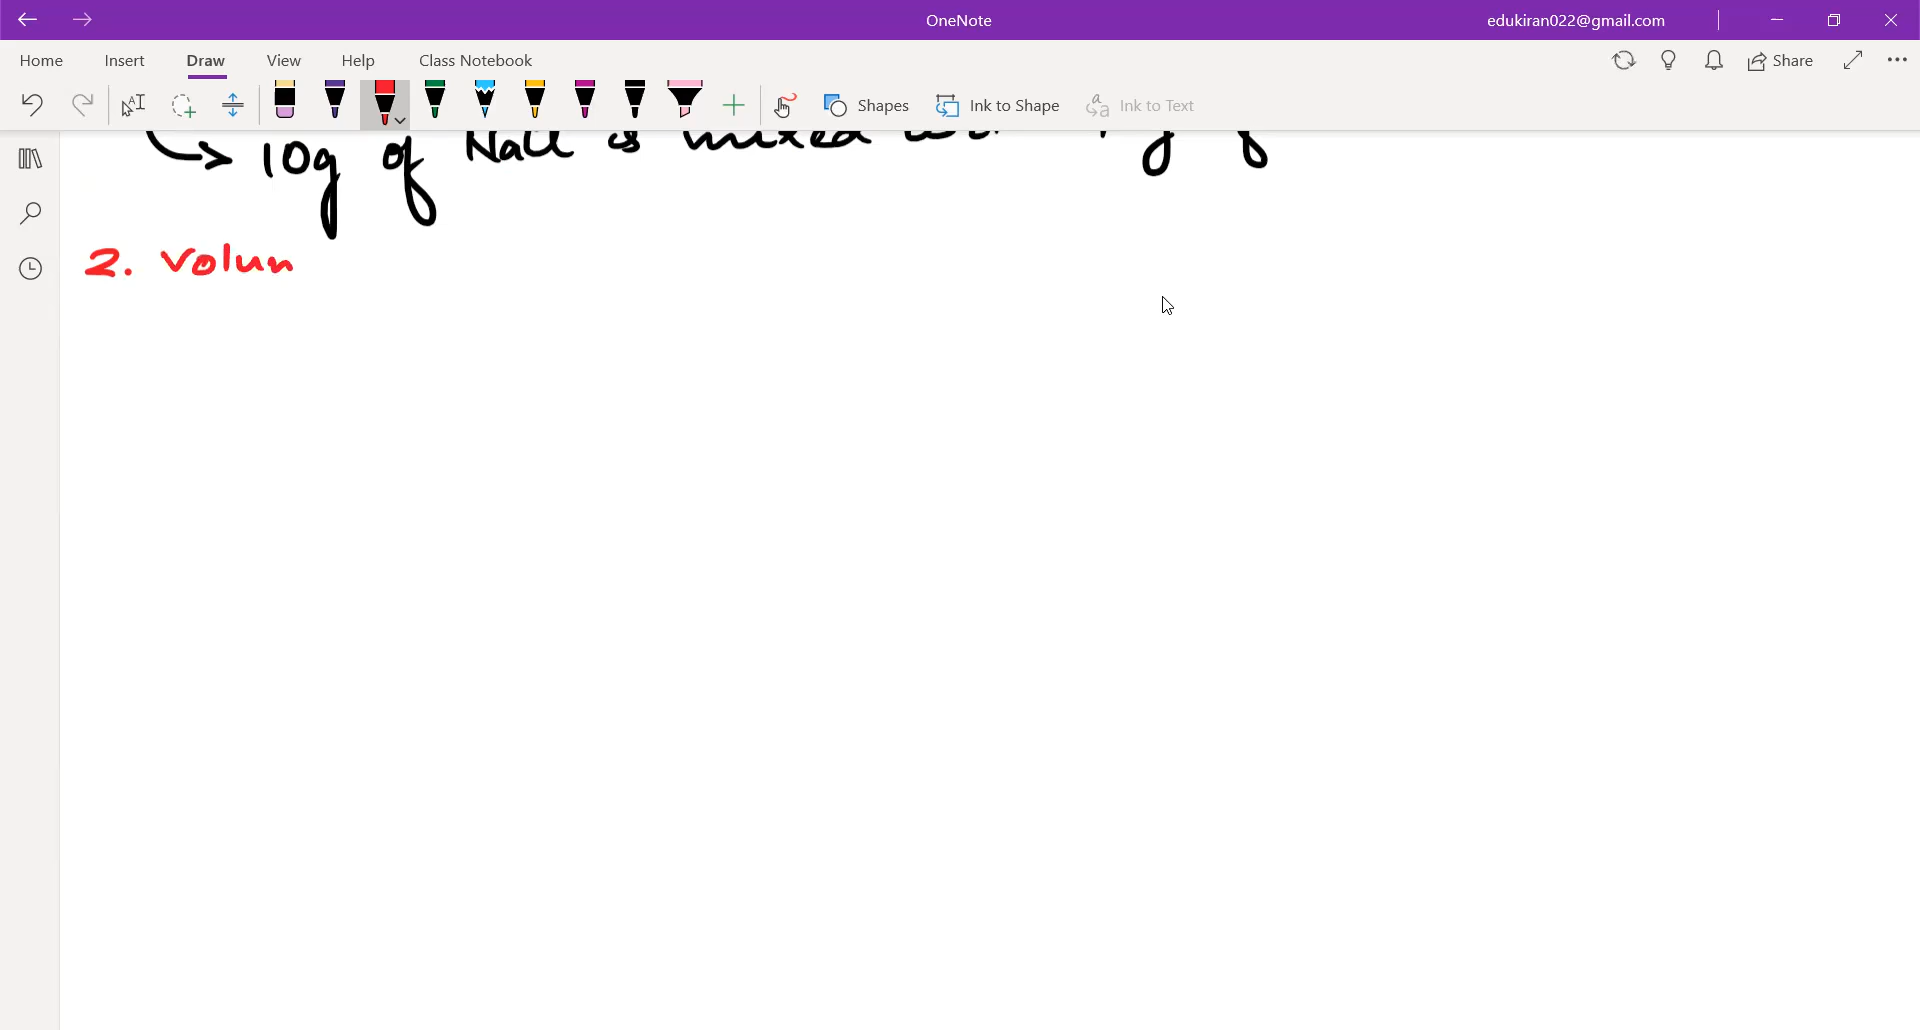 OneNote
edukiran022@gmail.com
Home Insert Draw View Help Class Notebook Share
Shapes Ink to Shape Ink to Text
10g of NaCl is mixed
2. Volum